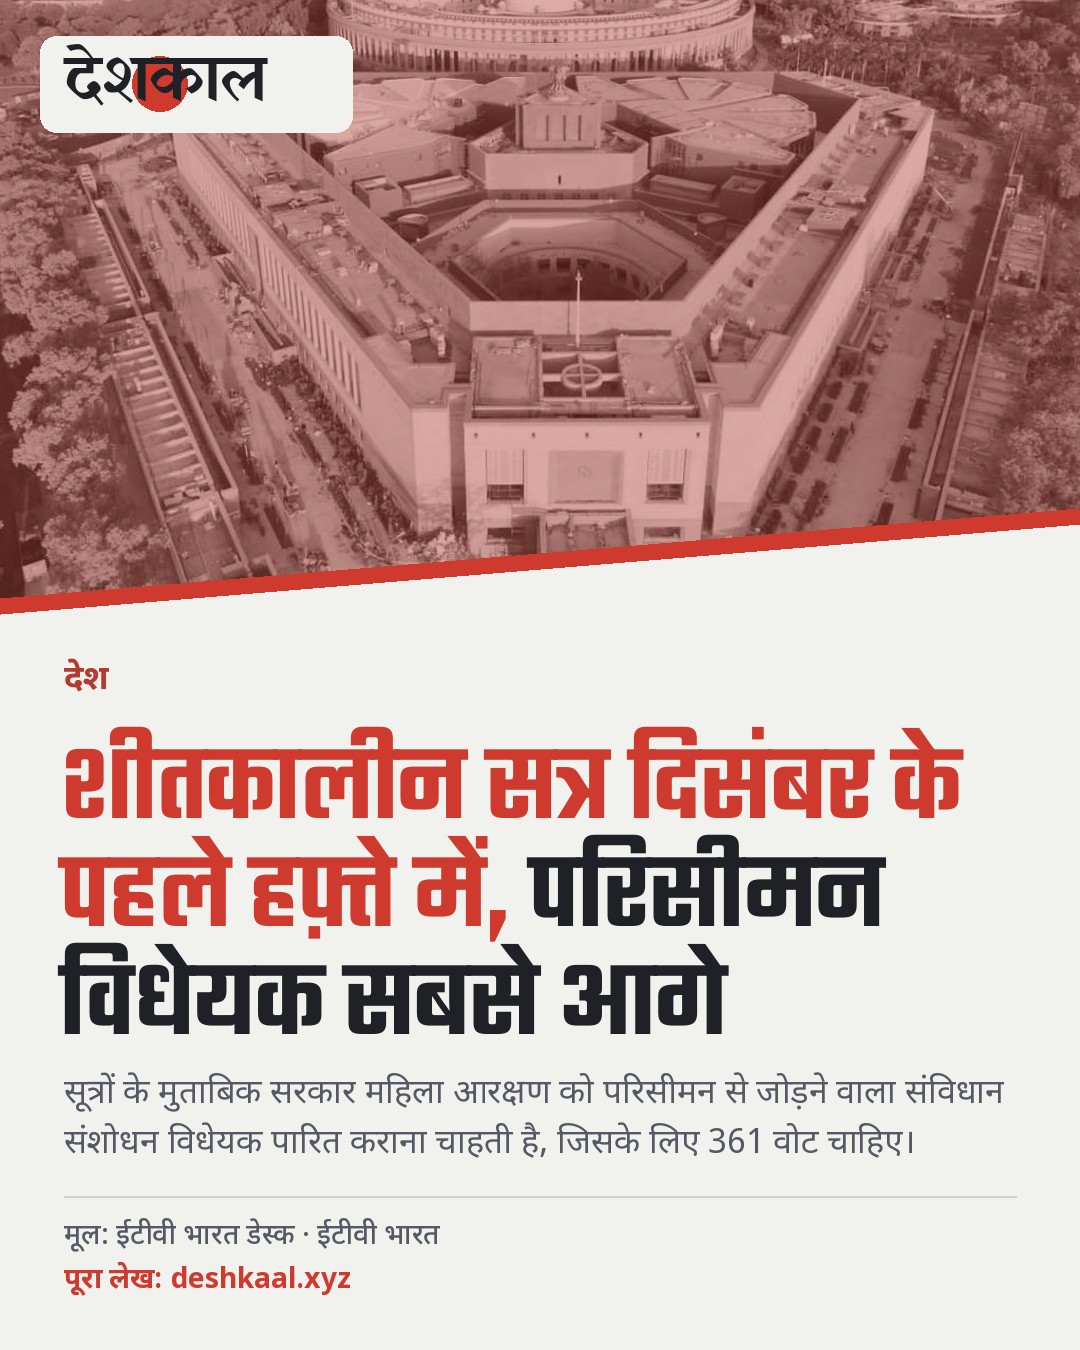 देशकाल
देश
शीतकालीन सत्र दिसंबर के
पहले हफ़्ते में, परिसीमन
विधेयक सबसे आगे
सूत्रों के मुताबिक सरकार महिला आरक्षण को परिसीमन से जोड़ने वाला संविधान
संशोधन विधेयक पारित कराना चाहती है, जिसके लिए 361 वोट चाहिए।
मूल: ईटीवी भारत डेस्क · ईटीवी भारत
पूरा लेख: deshkaal.xyz